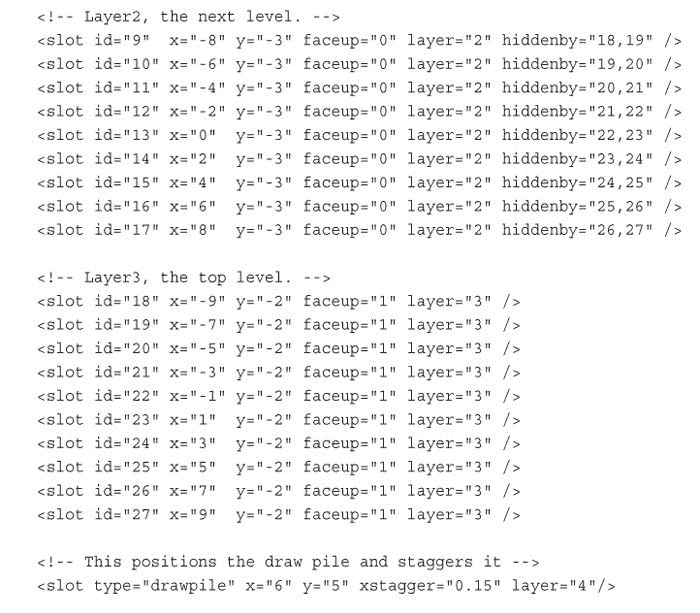 <!-- Layer2, the next level. -->
<slot id="9"  x="-8" y="-3" faceup="0" layer="2" hiddenby="18,19" />
<slot id="10" x="-6" y="-3" faceup="0" layer="2" hiddenby="19,20" />
<slot id="11" x="-4" y="-3" faceup="0" layer="2" hiddenby="20,21" />
<slot id="12" x="-2" y="-3" faceup="0" layer="2" hiddenby="21,22" />
<slot id="13" x="0"  y="-3" faceup="0" layer="2" hiddenby="22,23" />
<slot id="14" x="2"  y="-3" faceup="0" layer="2" hiddenby="23,24" />
<slot id="15" x="4"  y="-3" faceup="0" layer="2" hiddenby="24,25" />
<slot id="16" x="6"  y="-3" faceup="0" layer="2" hiddenby="25,26" />
<slot id="17" x="8"  y="-3" faceup="0" layer="2" hiddenby="26,27" />
<!-- Layer3, the top level. -->
<slot id="18" x="-9" y="-2" faceup="1" layer="3" />
<slot id="19" x="-7" y="-2" faceup="1" layer="3" />
<slot id="20" x="-5" y="-2" faceup="1" layer="3" />
<slot id="21" x="-3" y="-2" faceup="1" layer="3" />
<slot id="22" x="-1" y="-2" faceup="1" layer="3" />
<slot id="23" x="1"  y="-2" faceup="1" layer="3" />
<slot id="24" x="3"  y="-2" faceup="1" layer="3" />
<slot id="25" x="5"  y="-2" faceup="1" layer="3" />
<slot id="26" x="7"  y="-2" faceup="1" layer="3" />
<slot id="27" x="9"  y="-2" faceup="1" layer="3" />
<!-- This positions the draw pile and staggers it -->
<slot type="drawpile" x="6" y="5" xstagger="0.15" layer="4"/>